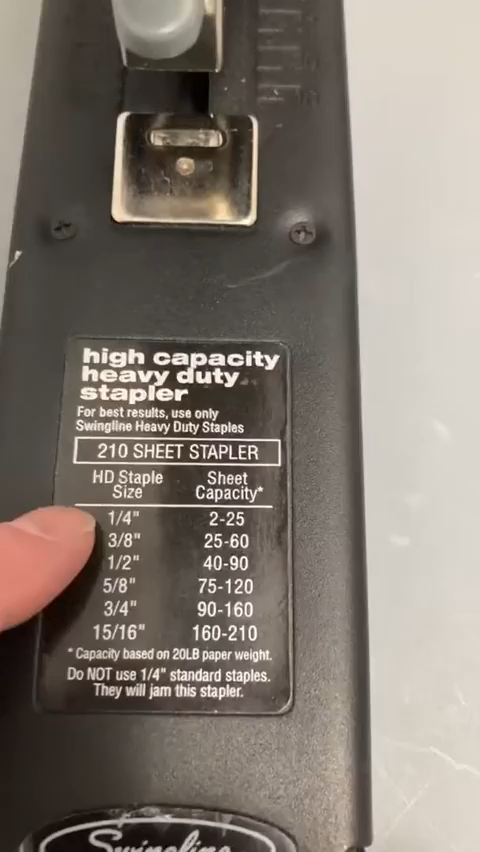 high capacity
heavy duty
stapler
For best results, use only
Swingline Heavy Duty Staples
210 SHEET STAPLER
HD Staple Size Sheet Capacity*
1/4" 2-25
3/8" 25-60
1/2" 40-90
5/8" 75-120
3/4" 90-160
15/16" 160-210
* Capacity based on 20LB paper weight.
Do NOT use 1/4" standard staples.
They will jam this stapler.
Swingline